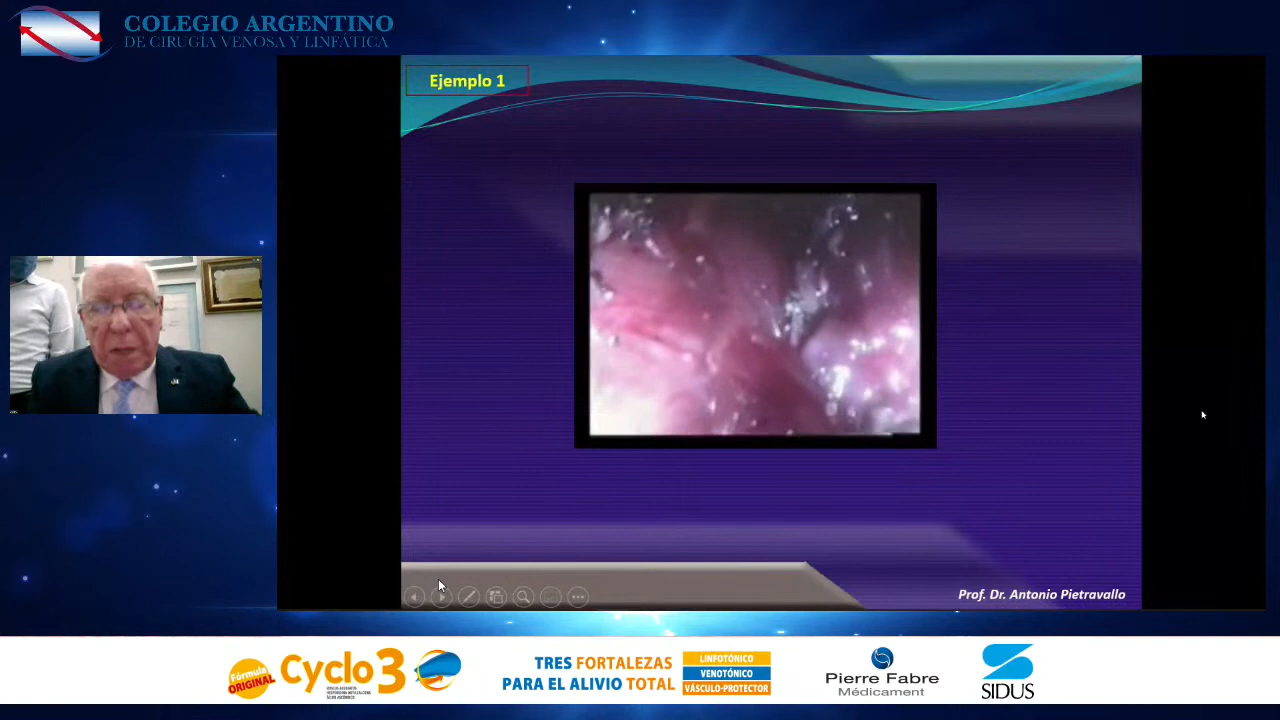 COLEGIO ARGENTINO
DE CIRUGÍA VENOSA Y LINFÁTICA
Ejemplo 1
Prof. Dr. Antonio Pietravallo
Fórmula
ORIGINAL
Cyclo 3
TRES FORTALEZAS
PARA EL ALIVIO TOTAL
LINFOTÓNICO
VENOTÓNICO
VÁSCULO-PROTECTOR
Pierre Fabre
Médicament
SIDUS